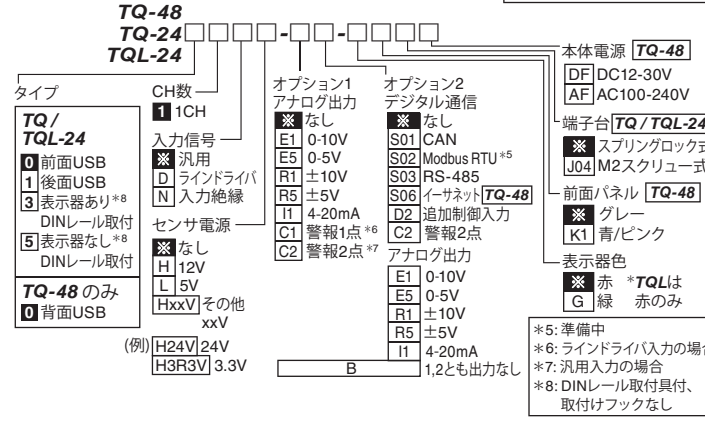 TQ-48
TQ-24
TQL-24
-
-
タイプ
TQ /
TQL-24
0 前面USB
1 後面USB
3 表示器あり*8
DINレール取付
5 表示器なし*8
DINレール取付
TQ-48 のみ
0 背面USB
CH数
1 1CH
入力信号
※ 汎用
D ラインドライバ
N 入力絶縁
センサ電源
※ なし
H 12V
L 5V
HxxV その他
xxV
(例) H24V 24V
H3R3V 3.3V
オプション1
アナログ出力
※ なし
E1 0-10V
E5 0-5V
R1 ±10V
R5 ±5V
I1 4-20mA
C1 警報1点*6
C2 警報2点*7
オプション2
デジタル通信
※ なし
S01 CAN
S02 Modbus RTU*5
S03 RS-485
S06 イーサネット TQ-48
D2 追加制御入力
C2 警報2点
アナログ出力
E1 0-10V
E5 0-5V
R1 ±10V
R5 ±5V
I1 4-20mA
B 1,2とも出力なし
本体電源 TQ-48
DF DC12-30V
AF AC100-240V
端子台 TQ / TQL-24
※ スプリングロック式
J04 M2スクリュー式
前面パネル TQ-48
※ グレー
K1 青/ピンク
表示器色
※ 赤 *TQLは
G 緑 赤のみ
*5: 準備中
*6: ラインドライバ入力の場合
*7: 汎用入力の場合
*8: DINレール取付具付、
取付けフックなし